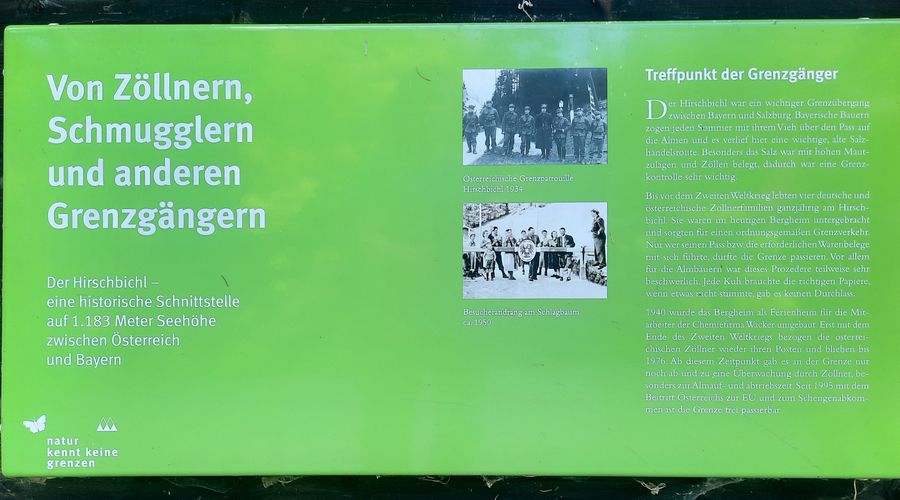 Von Zöllnern,
Schmugglern
und anderen
Grenzgängern
Der Hirschbichl –
eine historische Schnittstelle
auf 1.183 Meter Seehöhe
zwischen Österreich
und Bayern
natur
kennt keine
grenzen
Österreichische Grenzpatrouille
Hirschbichl 1934
Besucherandrang am Schlagbaum
ca. 1950
Treffpunkt der Grenzgänger
Der Hirschbichl war ein wichtiger Grenzübergang
zwischen Bayern und Salzburg. Bayerische Bauern
zogen jeden Sommer mit ihrem Vieh über den Pass auf
die Almen und es verlief hier eine wichtige, alte Salz-
handelsroute. Besonders das Salz war mit hohen Maut-
zulagen und Zöllen belegt, dadurch war eine Grenz-
kontrolle sehr wichtig.
Bis vor dem Zweiten Weltkrieg lebten vier deutsche und
österreichische Zöllnerfamilien ganzjährig am Hirsch-
bichl. Sie waren im heutigen Bergheim untergebracht
und sorgten für einen ordnungsgemäßen Grenzverkehr.
Nur wer seinen Pass bzw. die erforderlichen Warenbelege
mit sich führte, durfte die Grenze passieren. Vor allem
für die Almbauern war dieses Prozedere teilweise sehr
beschwerlich. Jede Kuh brauchte die richtigen Papiere,
wenn etwas nicht stimmte, gab es keinen Durchlass.
1940 wurde das Bergheim als Ferienheim für die Mit-
arbeiter der Chemiefirma Wacker umgebaut. Erst mit dem
Ende des Zweiten Weltkriegs bezogen die österrei-
chischen Zöllner wieder ihren Posten und blieben bis
1976. Ab diesem Zeitpunkt gab es an der Grenze nur
noch ab und zu eine Überwachung durch Zöllner, be-
sonders zur Almauf- und abtriebszeit. Seit 1995 mit dem
Beitritt Österreichs zur EU und zum Schengenabkom-
men ist die Grenze frei passierbar.